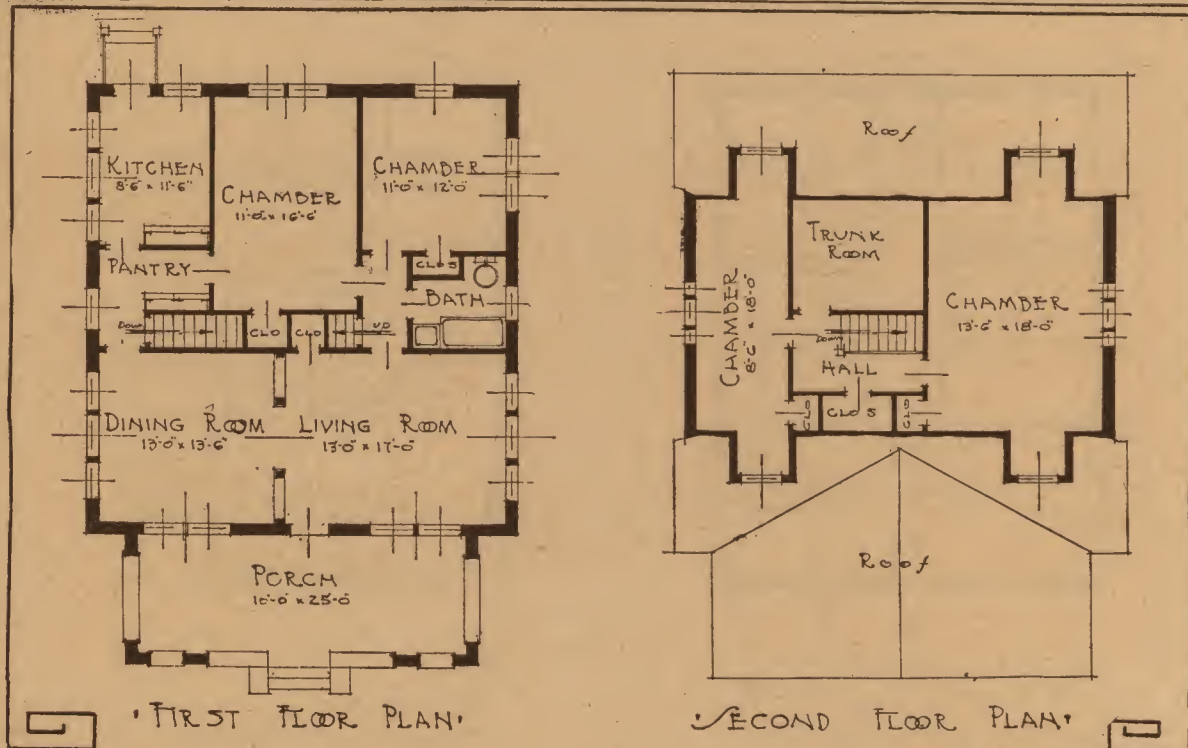 KITCHEN
8'-6" x 11'-6"
CHAMBER
11'-0" x 16'-6"
CHAMBER
11'-0" x 12'-0"
PANTRY
CLOS
BATH
DOWN
CLO
CLO
UP
DINING ROOM
13'-0" x 13'-6"
LIVING ROOM
13'-0" x 17'-0"
PORCH
10'-0" x 25'-0"
· FIRST FLOOR PLAN ·
Roof
TRUNK
ROOM
CHAMBER
8'-6" x 18'-0"
CHAMBER
13'-6" x 18'-0"
DOWN
HALL
CLO
CLOS
CLO
Roof
· SECOND FLOOR PLAN ·